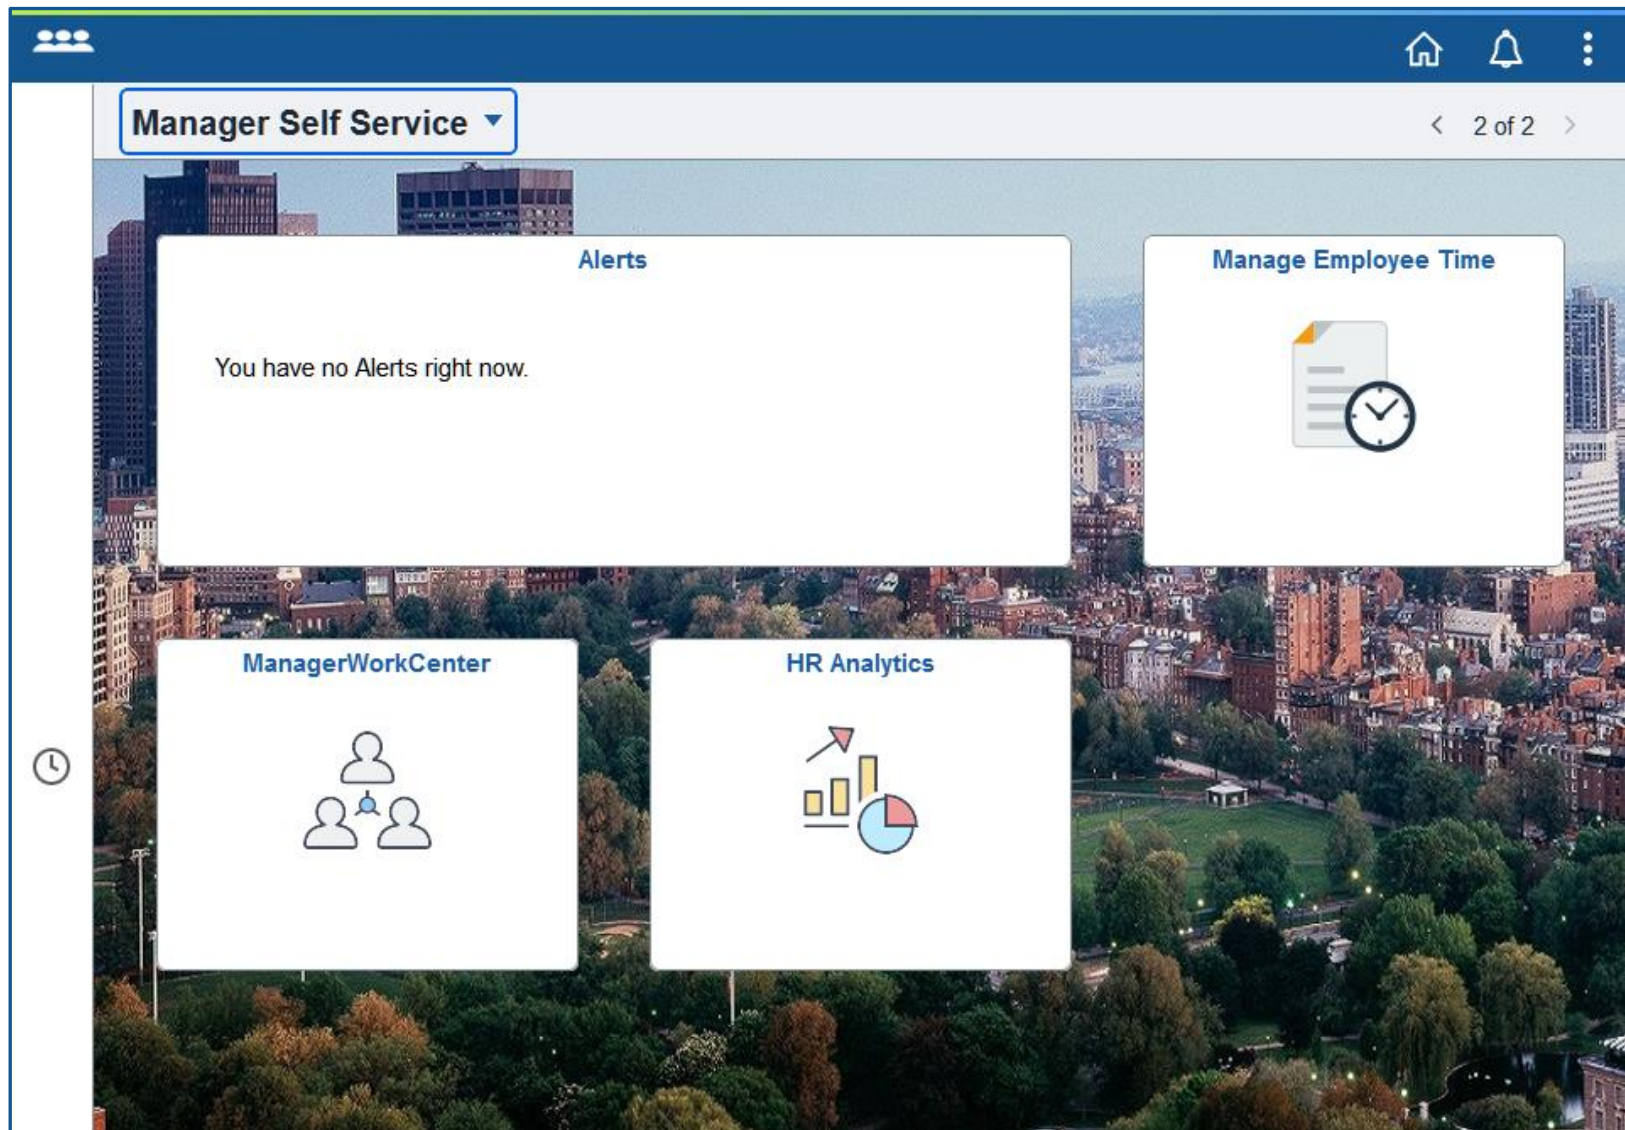 Manager Self Service
2 of 2
Alerts
Manage Employee Time
You have no Alerts right now.
ManagerWorkCenter
HR Analytics